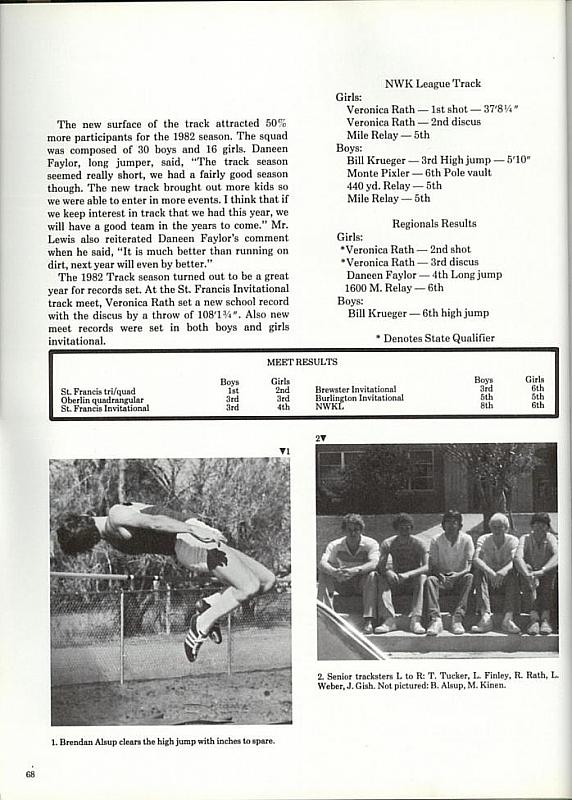 The new surface of the track attracted 50%
more participants for the 1982 season. The squad
was composed of 30 boys and 16 girls. Daneen
Faylor, long jumper, said, "The track season
seemed really short, we had a fairly good season
though. The new track brought out more kids so
we were able to enter in more events. I think that if
we keep interest in track that we had this year, we
will have a good team in the years to come." Mr.
Lewis also reiterated Daneen Faylor's comment
when he said, "It is much better than running on
dirt, next year will even by better."
The 1982 Track season turned out to be a great
year for records set. At the St. Francis Invitational
track meet, Veronica Rath set a new school record
with the discus by a throw of 108'1¾". Also new
meet records were set in both boys and girls
invitational.
NWK League Track
Girls:
Veronica Rath — 1st shot — 37'8¼"
Veronica Rath — 2nd discus
Mile Relay — 5th
Boys:
Bill Krueger — 3rd High jump — 5'10"
Monte Pixler — 6th Pole vault
440 yd. Relay — 5th
Mile Relay — 5th
Regionals Results
Girls:
*Veronica Rath — 2nd shot
*Veronica Rath — 3rd discus
Daneen Faylor — 4th Long jump
1600 M. Relay — 6th
Boys:
Bill Krueger — 6th high jump
* Denotes State Qualifier
MEET RESULTS
Boys Girls
St. Francis tri/quad 1st 2nd
Oberlin quadrangular 3rd 3rd
St. Francis Invitational 3rd 4th
Boys Girls
Brewster Invitational 3rd 6th
Burlington Invitational 5th 5th
NWKL 8th 6th
▼1
2▼
1. Brendan Alsup clears the high jump with inches to spare.
2. Senior tracksters L to R: T. Tucker, L. Finley, R. Rath, L.
Weber, J. Gish. Not pictured: B. Alsup, M. Kinen.
68